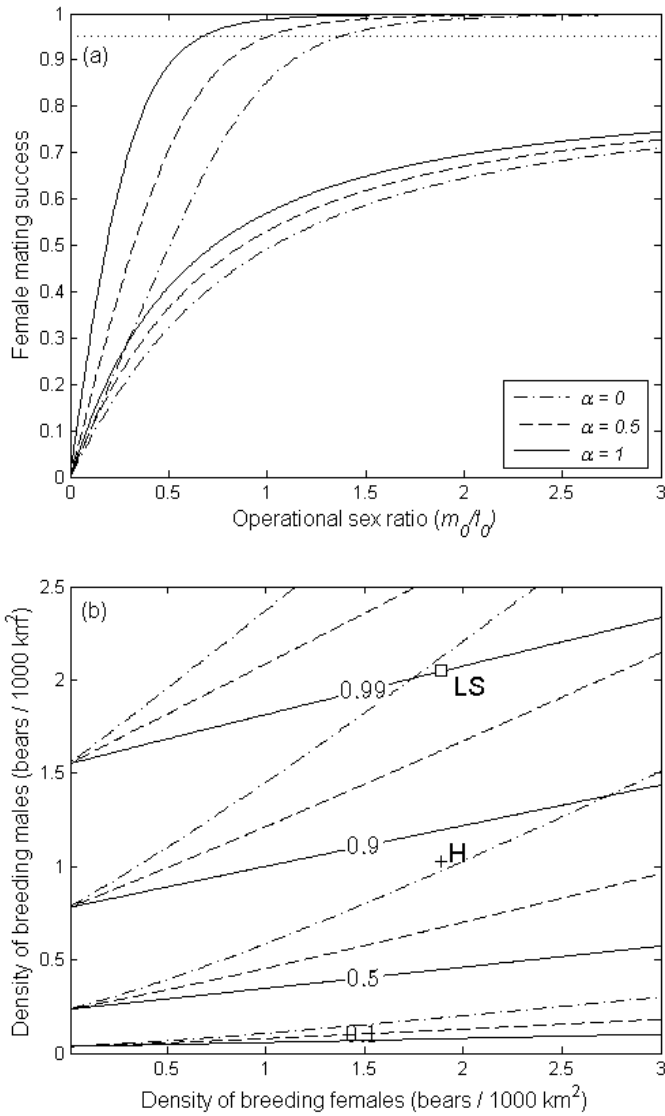 1
0.9
0.8
0.7
0.6
0.5
0.4
0.3
0.2
0.1
0
(a)
Female mating success
α = 0
α = 0.5
α = 1
0 0.5 1 1.5 2 2.5 3
Operational sex ratio (m₀/f₀)
2.5
2
1.5
1
0.5
0
(b)
Density of breeding males (bears / 1000 km²)
0.99
LS
0.9
H
0.5
0.1
0.5 1 1.5 2 2.5 3
Density of breeding females (bears / 1000 km²)